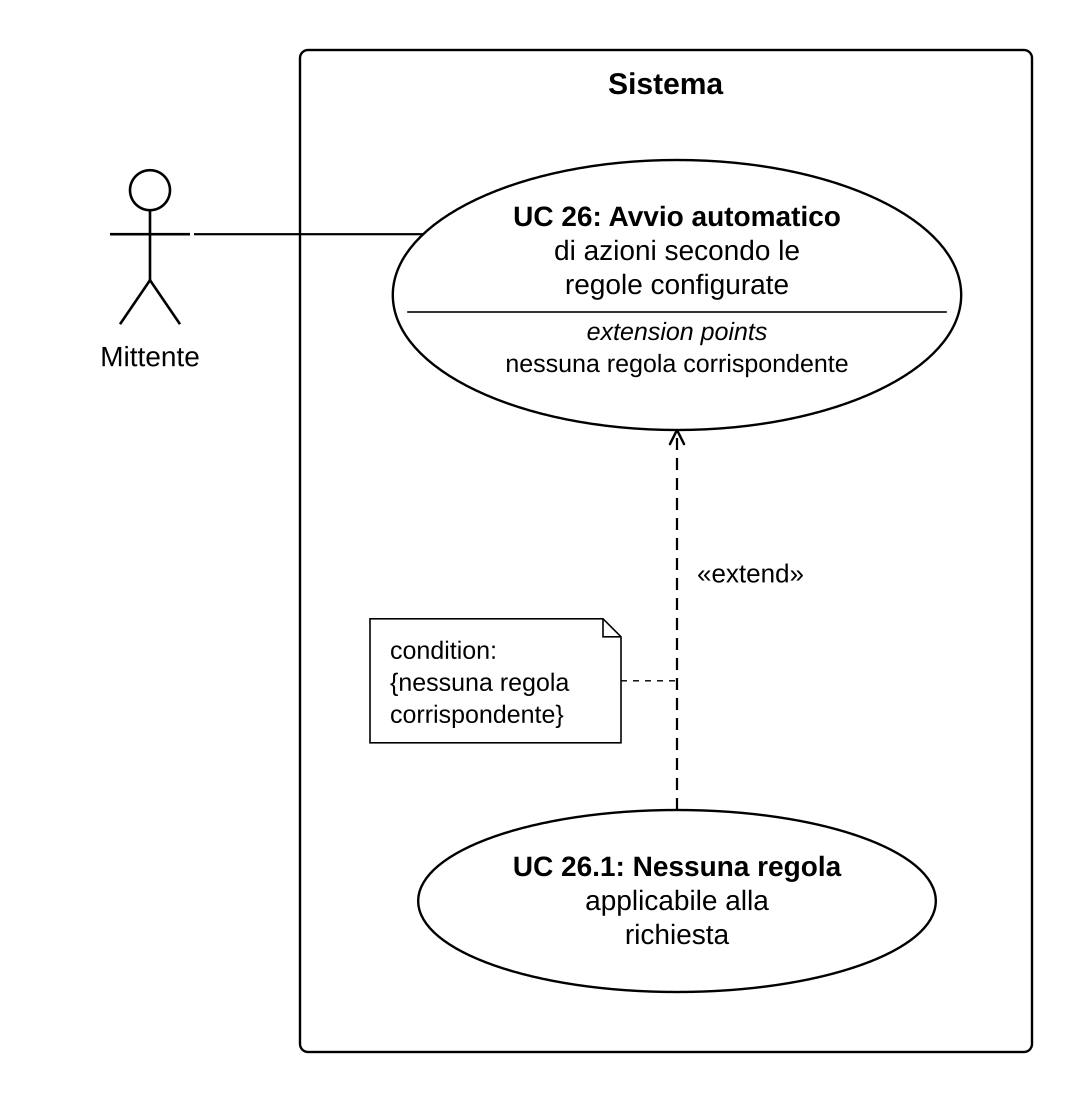 Sistema
UC 26: Avvio automatico
di azioni secondo le
regole configurate
extension points
nessuna regola corrispondente
Mittente
«extend»
condition:
{nessuna regola
corrispondente}
UC 26.1: Nessuna regola
applicabile alla
richiesta